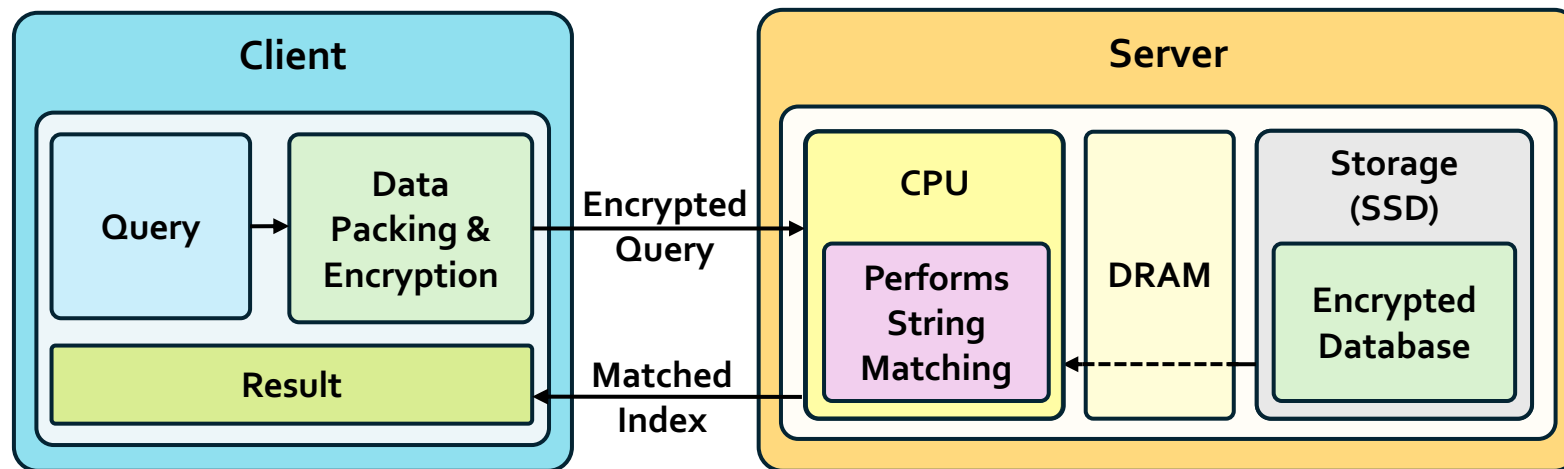 Client
Query
Data
Packing &
Encryption
Result
Encrypted
Query
Matched
Index
Server
CPU
Performs
String
Matching
DRAM
Storage
(SSD)
Encrypted
Database